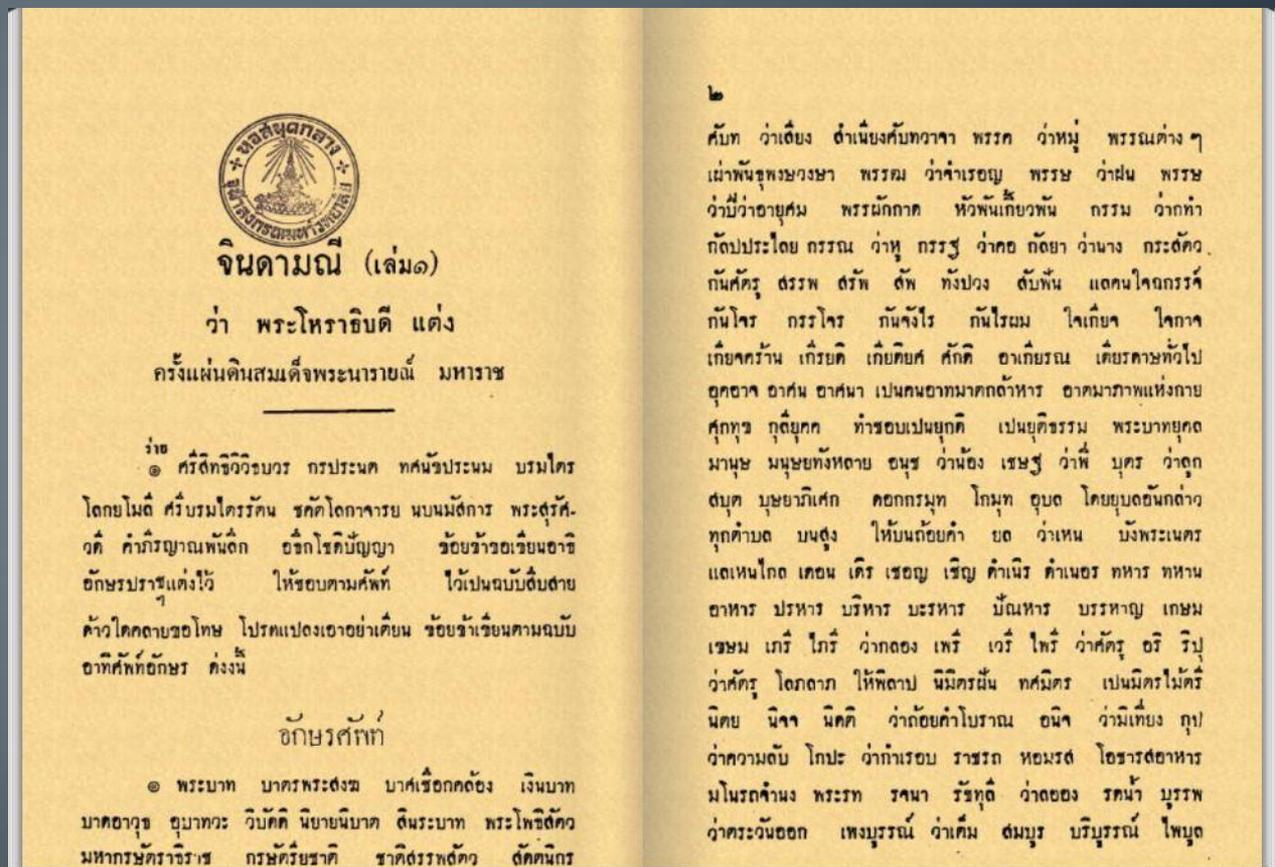 หอสมุดกลาง
จุฬาลงกรณมหาวิทยาลัย
จินดามณี (เล่ม๑)
ว่า พระโหราธิบดี แต่ง
ครั้งแผ่นดินสมเด็จพระนารายณ์ มหาราช
ร่าย
๏ ศรีสิทธิวิวิธบวร กรประนต ทศนัขประนม บรมไตร
โลกยโมลี ศรีบรมไตรรัตน ชคัตโลกาจารย นบนมัสการ พระสุรัศ-
วดี คำภิรญาณพันลึก อธึกโชติปัญญา ข้อยข้าขอเขียนอาธิ
อักษรปราชญแต่งไว้ ให้ชอบตามศัพท์ ไว้เปนฉบับสืบสาย
ด้าวใดคลายขอโทษ โปรดแปลงเอาอย่าเตียน ข้อยข้าเขียนตามฉบับ
อาทิศัพท์อักษร ดั่งงนี้
อักษรศัพท์
๏ พระบาท บาตรพระสงฆ บาศเชือกคล้อง เงินบาท
บาดอาวุธ อุบาทวะ วิบัติ นิยายนิบาต สินระบาท พระโพธิสัตว
มหากรษัตราธิราช กรษัตรียชาติ ชาติสรรพสัตว สัตตนิกร
๒
ศับท ว่าเสียง สำเนียงศับทวาจา พรรค ว่าหมู่ พรรณต่าง ๆ
เผ่าพันธุพงษวงษา พรรฒ ว่าจำเรอญ พรรษ ว่าฝน พรรษ
ว่าปีว่าอายุศม พรรผักกาด หัวพันเกี้ยวพัน กรรม ว่ากทำ
กัลปประไลย กรรณ ว่าหู กรรฐ ว่าคอ กัลยา ว่านาง กระสัตว
กันศัตรุ สรรพ สรัพ สัพ ทังปวง สับฟัน แลคนใจฉกรรจ์
กันโจร กรรโจร กันจังไร กันไรผม ใจเกียจ ใจกาจ
เกียจคร้าน เกียรยติ เกียติยศ ศักดิ อาเกียรณ เดียรดาษทั่วไป
อุดอาจ อาศน อาศนา เปนคนอาทมาตกล้าหาร อาตมาภาพแห่งกาย
ศุกทุข กุลียุคค ทำชอบเปนยุกติ เปนยุติธรรม พระบาทยุคล
มานุษ มนุษยทังหลาย อนุช ว่าน้อง เชษฐ ว่าพี่ บุตร ว่าลูก
สบุต บุษยาภิเศก ดอกกรมุท โกมุท อุบล โดยยุบลอันกล่าว
ทุกตำบล บนสูง ให้บนถ้อยคำ ยล ว่าเหน บังพระเนตร
แลเหนไกล เดอน เดิร เชอญ เชิญ ดำเนิร ดำเนอร ทหาร ทหาน
อาหาร ปรหาร บริหาร บะรหาร บัณหาร บรรหาญ เกษม
เขษม เภรี ไภรี ว่ากลอง เพรี เวรี ไพรี ว่าศัตรู อริ ริปุ
ว่าศัตรู โลภลาภ ให้พิลาป นิมิตรฝัน ทศมิตร เปนมิตรไม้ตรี
นิตย นิจจ นิตติ ว่าถ้อยคำโบราณ อนิจ ว่ามิเที่ยง กุป
ว่าความลับ โกปะ ว่ากำเรอบ ราชรถ หอมรส โอชารสอาหาร
มโนรถจำนง พระรท รจนา รัชทุลี ว่าลออง รดน้ำ บูรรพ
ว่าตระวันออก เพงบูรรณ์ ว่าเต็ม สมบุร บริบูรรณ์ ไพบุล